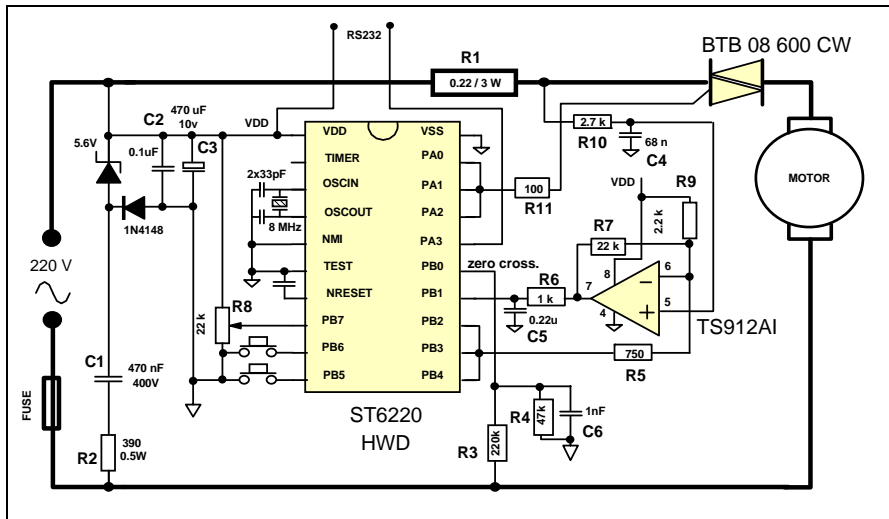 RS232
BTB 08 600 CW
R1
0.22 / 3 W
470 uF
10v
C2
C3
VDD
5.6V
0.1uF
1N4148
VDD
VSS
TIMER
PA0
OSCIN
PA1
OSCOUT
PA2
NMI
PA3
TEST
PB0
NRESET
PB1
PB7
PB2
PB6
PB3
PB5
PB4
2x33pF
8 MHz
ST6220
HWD
2.7 k
R10
68 n
C4
100
R11
VDD
R9
2.2 k
R7
22 k
MOTOR
zero cross.
R6
1 k
7
8
4
6
5
−
+
TS912AI
0.22u
C5
750
R5
220 V
R8
22 k
C1
470 nF
400V
FUSE
R2
390
0.5W
R3
220k
R4
47k
1nF
C6